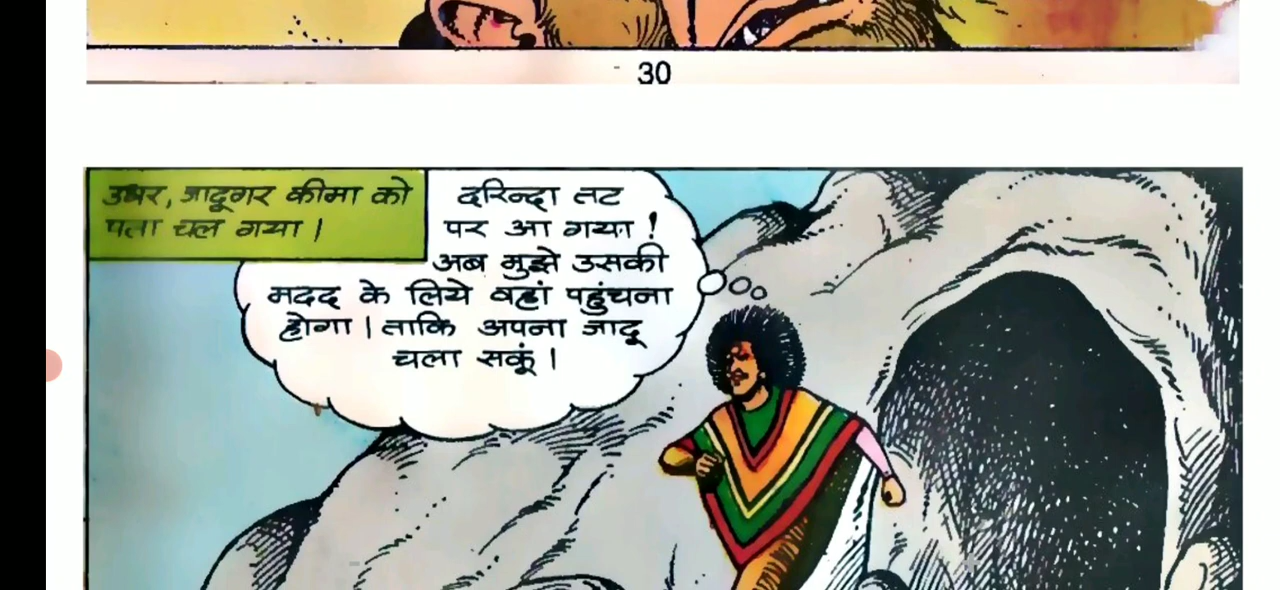 30
उधर, जादूगर कीमा को
पता चल गया।
दरिन्दा तट
पर आ गया!
अब मुझे उसकी
मदद के लिये वहां पहुंचना
होगा। ताकि अपना जादू
चला सकूं।